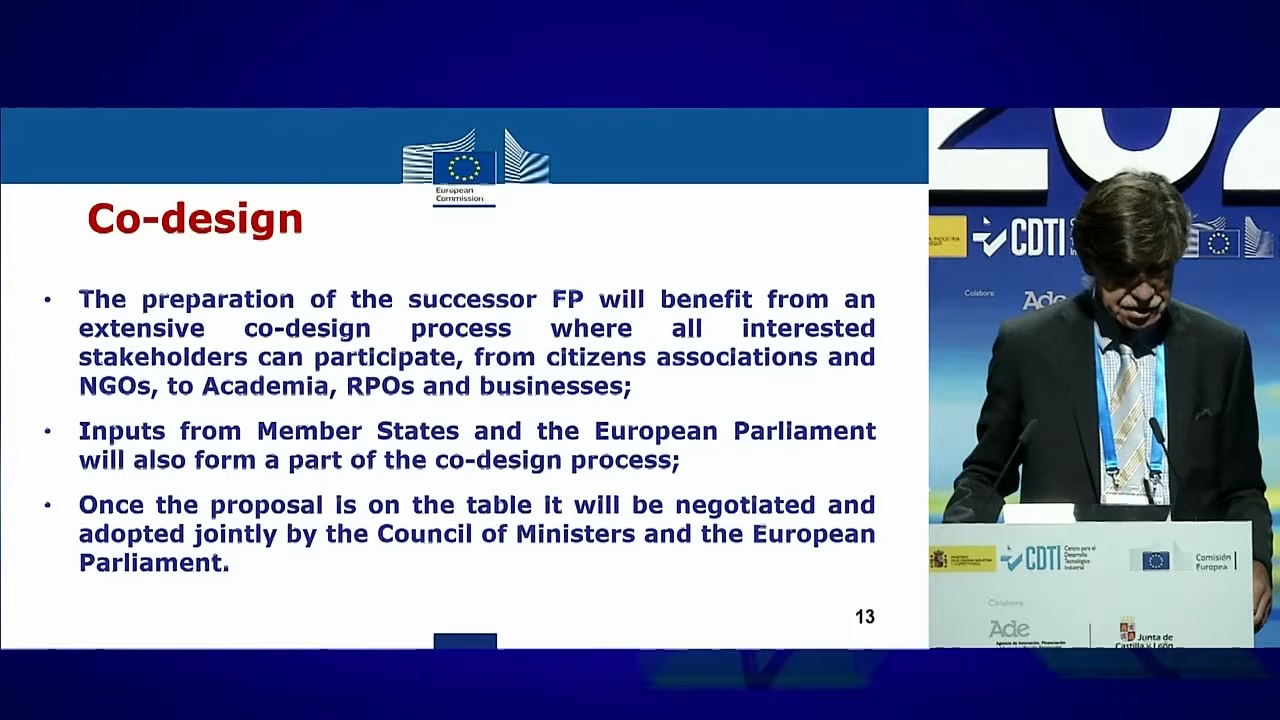 European
Commission
Co-design
• The preparation of the successor FP will benefit from an
extensive co-design process where all interested
stakeholders can participate, from citizens associations and
NGOs, to Academia, RPOs and businesses;
• Inputs from Member States and the European Parliament
will also form a part of the co-design process;
• Once the proposal is on the table it will be negotiated and
adopted jointly by the Council of Ministers and the European
Parliament.
13
202
CDTI
Colabora:
Ade
CDTI
Centro para el
Desarrollo
Tecnológico
Industrial
Comisión
Europea
Colabora:
Ade
Junta de
Castilla y León